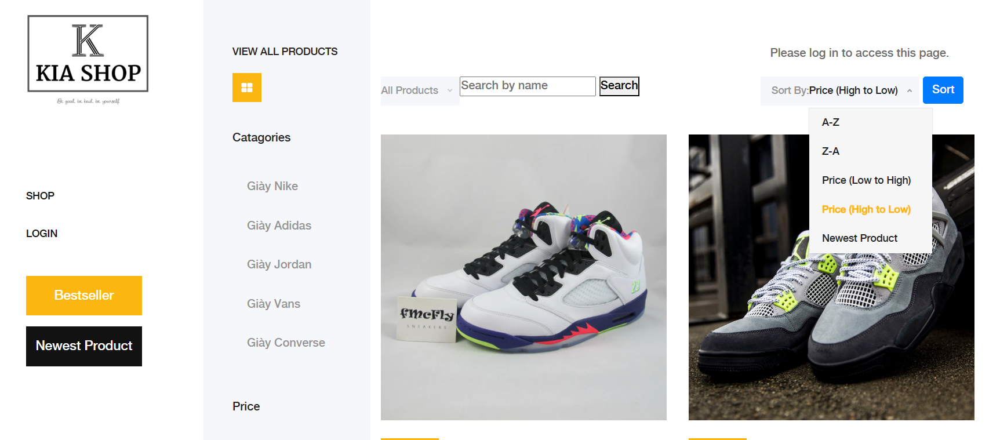 K
KIA SHOP
Be good, be bad, be yourself
SHOP
LOGIN
Bestseller
Newest Product
VIEW ALL PRODUCTS
Catagories
Giày Nike
Giày Adidas
Giày Jordan
Giày Vans
Giày Converse
Price
Please log in to access this page.
All Products
Search by name
Search
Sort By:Price (High to Low)
Sort
A-Z
Z-A
Price (Low to High)
Price (High to Low)
Newest Product
23
fmcFly
SNEAKERS